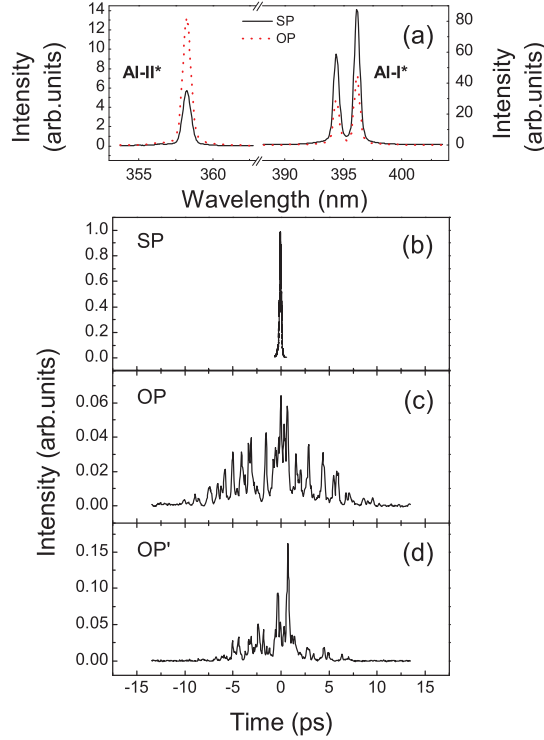 14
12
10
8
6
4
2
0
Intensity
(arb.units)
SP
OP
(a)
Al-II*
Al-I*
80
60
40
20
0
Intensity
(arb.units)
355
360
390
395
400
Wavelength (nm)
SP
(b)
1.0
0.8
0.6
0.4
0.2
0.0
OP
(c)
0.06
0.04
0.02
0.00
Intensity (arb.units)
OP'
(d)
0.15
0.10
0.05
0.00
-15
-10
-5
0
5
10
15
Time (ps)